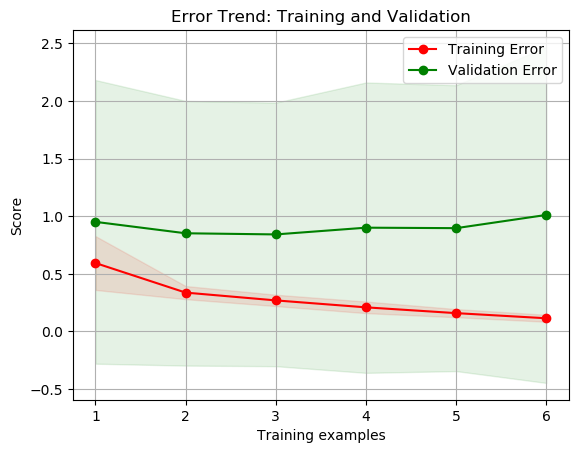 Error Trend: Training and Validation
Training Error
Validation Error
Score
2.5
2.0
1.5
1.0
0.5
0.0
−0.5
1 2 3 4 5 6
Training examples